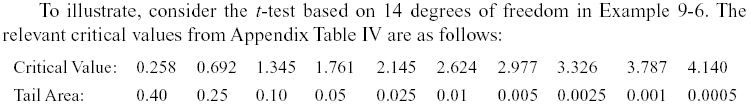 To illustrate, consider the t-test based on 14 degrees of freedom in Example 9-6. The
relevant critical values from Appendix Table IV are as follows:
Critical Value: 0.258 0.692 1.345 1.761 2.145 2.624 2.977 3.326 3.787 4.140
Tail Area: 0.40 0.25 0.10 0.05 0.025 0.01 0.005 0.0025 0.001 0.0005